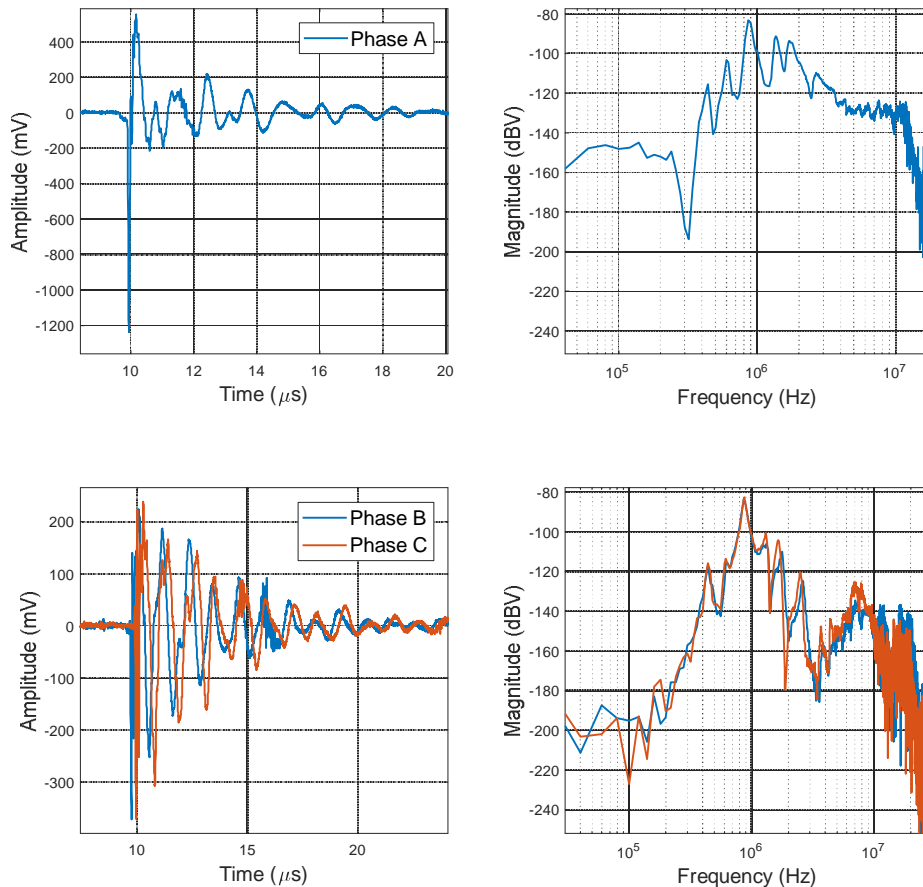 400
200
0
-200
-400
-600
-800
-1000
-1200
Amplitude (mV)
10 12 14 16 18 20
Time (μs)
Phase A
-80
-100
-120
-140
-160
-180
-200
-220
-240
Magnitude (dBV)
10^5 10^6 10^7
Frequency (Hz)
200
100
0
-100
-200
-300
Amplitude (mV)
10 15 20
Time (μs)
Phase B
Phase C
-80
-100
-120
-140
-160
-180
-200
-220
-240
Magnitude (dBV)
10^5 10^6 10^7
Frequency (Hz)